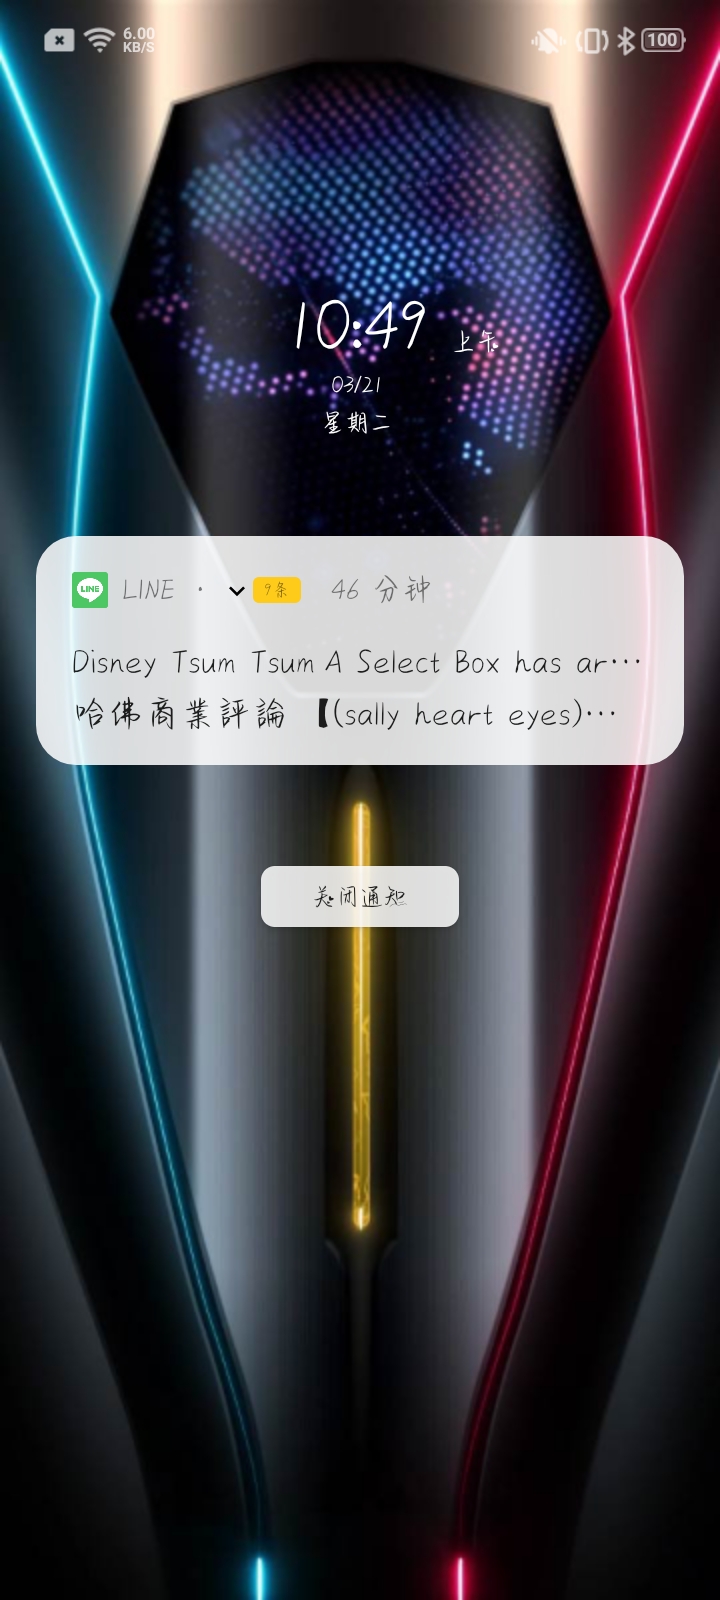 6.00
KB/S
100
10:49 上午
03/21
星期二
LINE · 9条 46 分钟
Disney Tsum Tsum A Select Box has ar…
哈佛商業評論 【(sally heart eyes)…
关闭通知